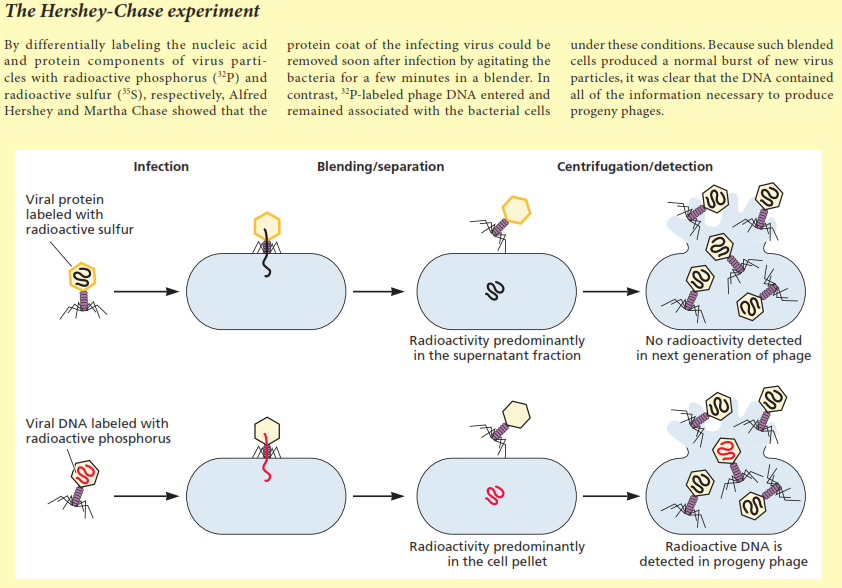 The Hershey-Chase experiment
By differentially labeling the nucleic acid
and protein components of virus parti-
cles with radioactive phosphorus (³²P) and
radioactive sulfur (³⁵S), respectively, Alfred
Hershey and Martha Chase showed that the
protein coat of the infecting virus could be
removed soon after infection by agitating the
bacteria for a few minutes in a blender. In
contrast, ³²P-labeled phage DNA entered and
remained associated with the bacterial cells
under these conditions. Because such blended
cells produced a normal burst of new virus
particles, it was clear that the DNA contained
all of the information necessary to produce
progeny phages.
Infection
Blending/separation
Centrifugation/detection
Viral protein
labeled with
radioactive sulfur
Radioactivity predominantly
in the supernatant fraction
No radioactivity detected
in next generation of phage
Viral DNA labeled with
radioactive phosphorus
Radioactivity predominantly
in the cell pellet
Radioactive DNA is
detected in progeny phage